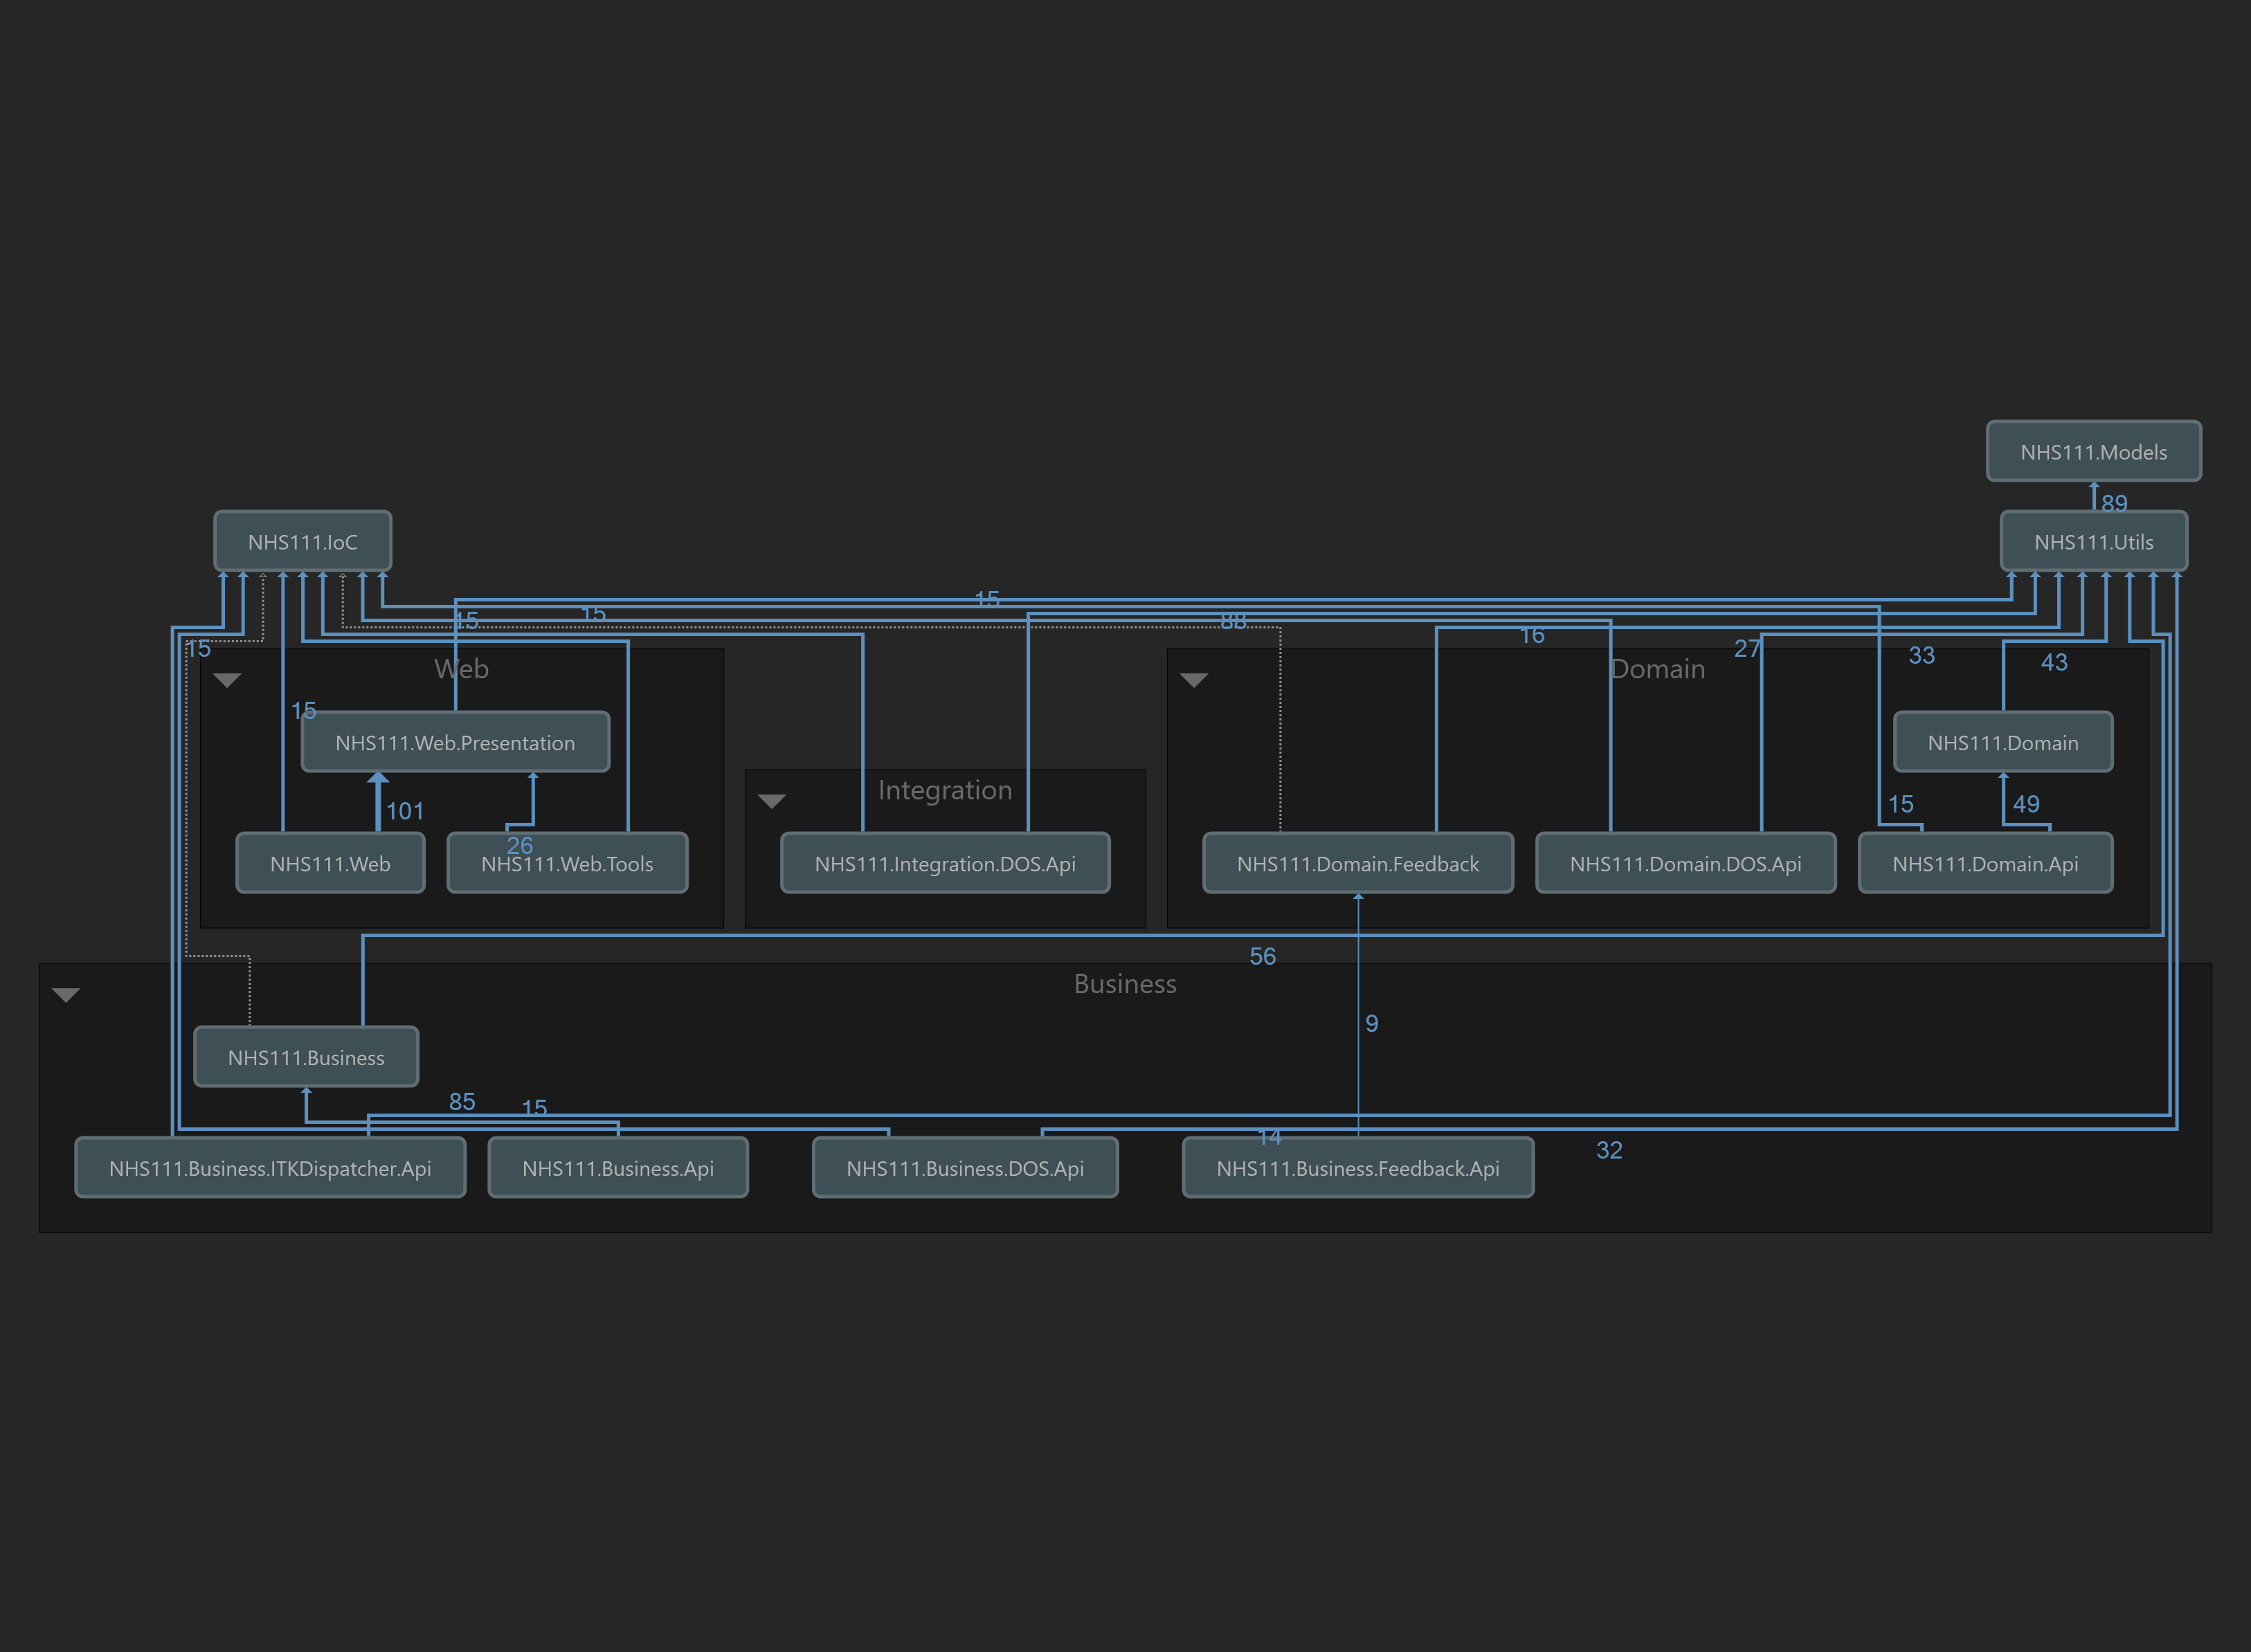 NHS111.Models
89
NHS111.IoC
NHS111.Utils
15
15
15
88
16
15
27
33
43
Web
Domain
15
NHS111.Web.Presentation
NHS111.Domain
Integration
101
15
49
26
NHS111.Web
NHS111.Web.Tools
NHS111.Integration.DOS.Api
NHS111.Domain.Feedback
NHS111.Domain.DOS.Api
NHS111.Domain.Api
56
Business
9
NHS111.Business
85
15
14
32
NHS111.Business.ITKDispatcher.Api
NHS111.Business.Api
NHS111.Business.DOS.Api
NHS111.Business.Feedback.Api